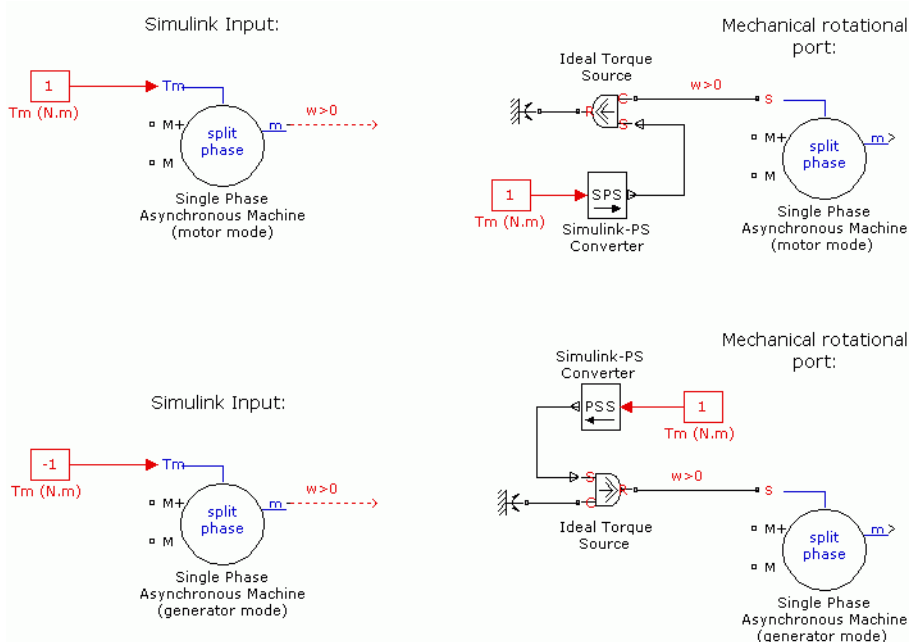 Simulink Input:
1
Tm (N.m)
Tm
w>0
M+
M
m
split
phase
Single Phase
Asynchronous Machine
(motor mode)
Mechanical rotational
port:
Ideal Torque
Source
R
C
S
w>0
S
1
Tm (N.m)
SPS
Simulink-PS
Converter
M+
M
m
split
phase
Single Phase
Asynchronous Machine
(motor mode)
Simulink Input:
-1
Tm (N.m)
Tm
w>0
M+
M
m
split
phase
Single Phase
Asynchronous Machine
(generator mode)
Mechanical rotational
port:
Simulink-PS
Converter
PSS
1
Tm (N.m)
S
C
R
w>0
S
Ideal Torque
Source
M+
M
m
split
phase
Single Phase
Asynchronous Machine
(generator mode)